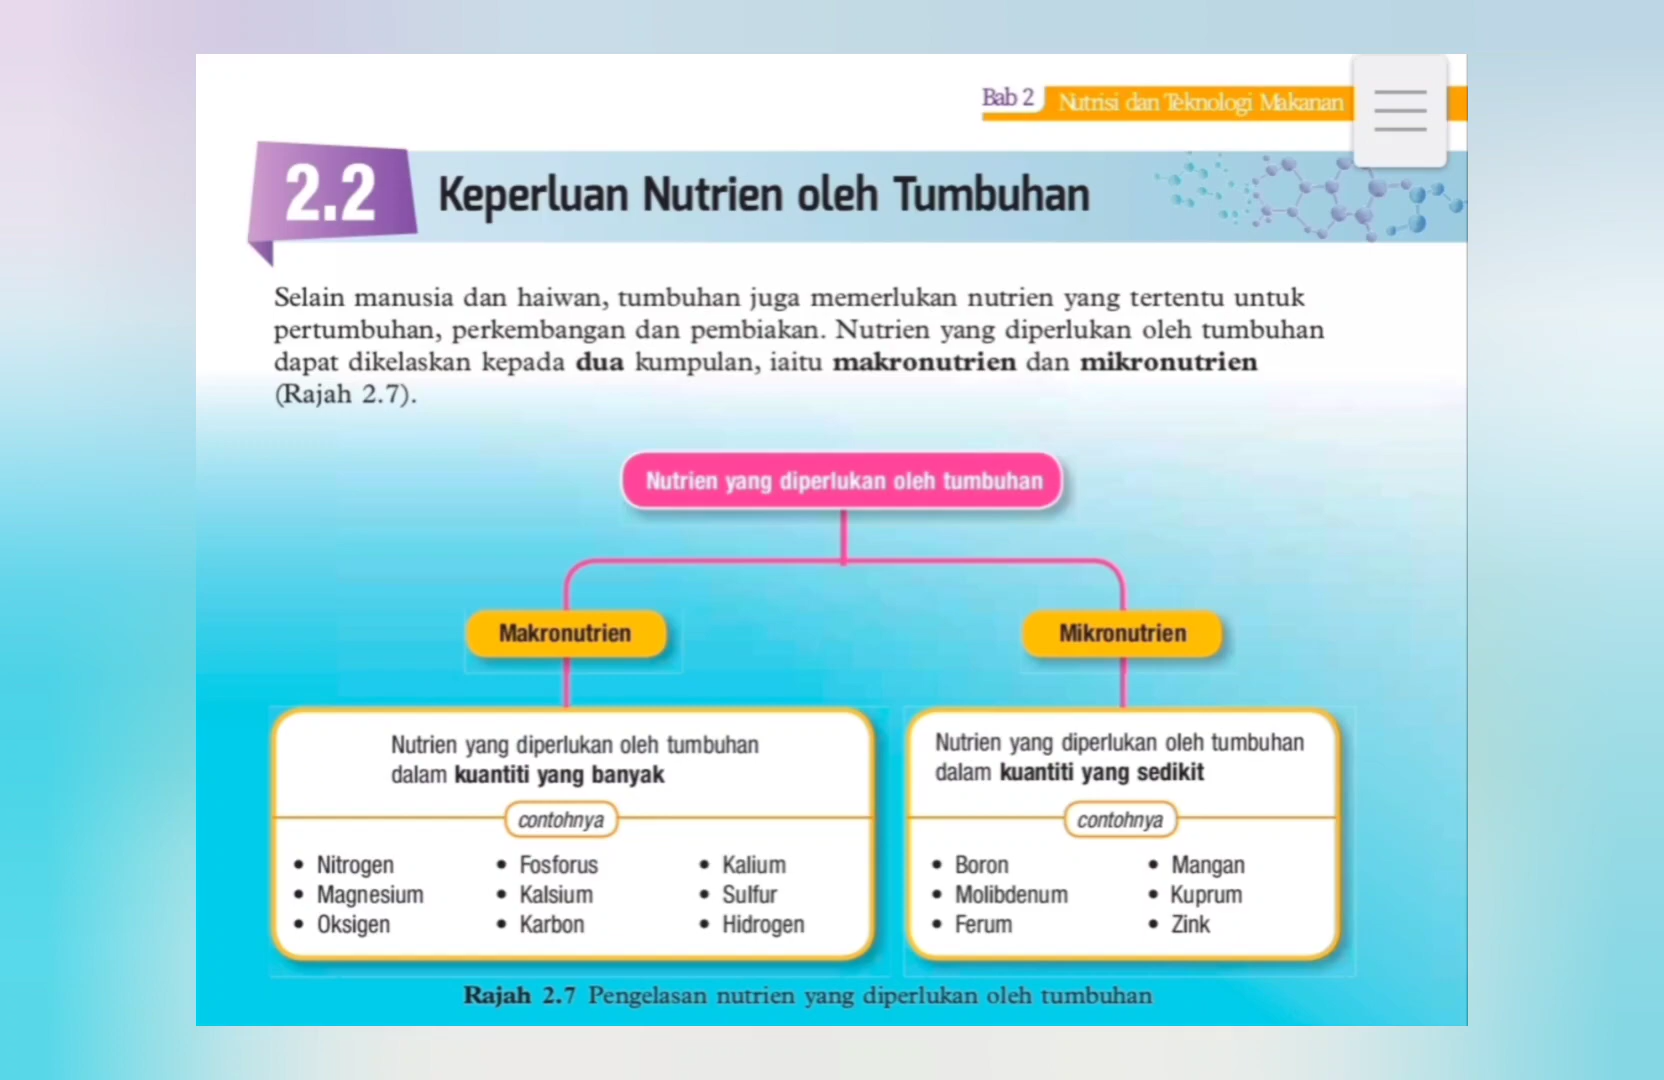 Bab 2 Nutrisi dan Teknologi Makanan
2.2 Keperluan Nutrien oleh Tumbuhan
Selain manusia dan haiwan, tumbuhan juga memerlukan nutrien yang tertentu untuk
pertumbuhan, perkembangan dan pembiakan. Nutrien yang diperlukan oleh tumbuhan
dapat dikelaskan kepada dua kumpulan, iaitu makronutrien dan mikronutrien
(Rajah 2.7).
Nutrien yang diperlukan oleh tumbuhan
Makronutrien
Nutrien yang diperlukan oleh tumbuhan
dalam kuantiti yang banyak
contohnya
• Nitrogen • Fosforus • Kalium
• Magnesium • Kalsium • Sulfur
• Oksigen • Karbon • Hidrogen
Mikronutrien
Nutrien yang diperlukan oleh tumbuhan
dalam kuantiti yang sedikit
contohnya
• Boron • Mangan
• Molibdenum • Kuprum
• Ferum • Zink
Rajah 2.7 Pengelasan nutrien yang diperlukan oleh tumbuhan